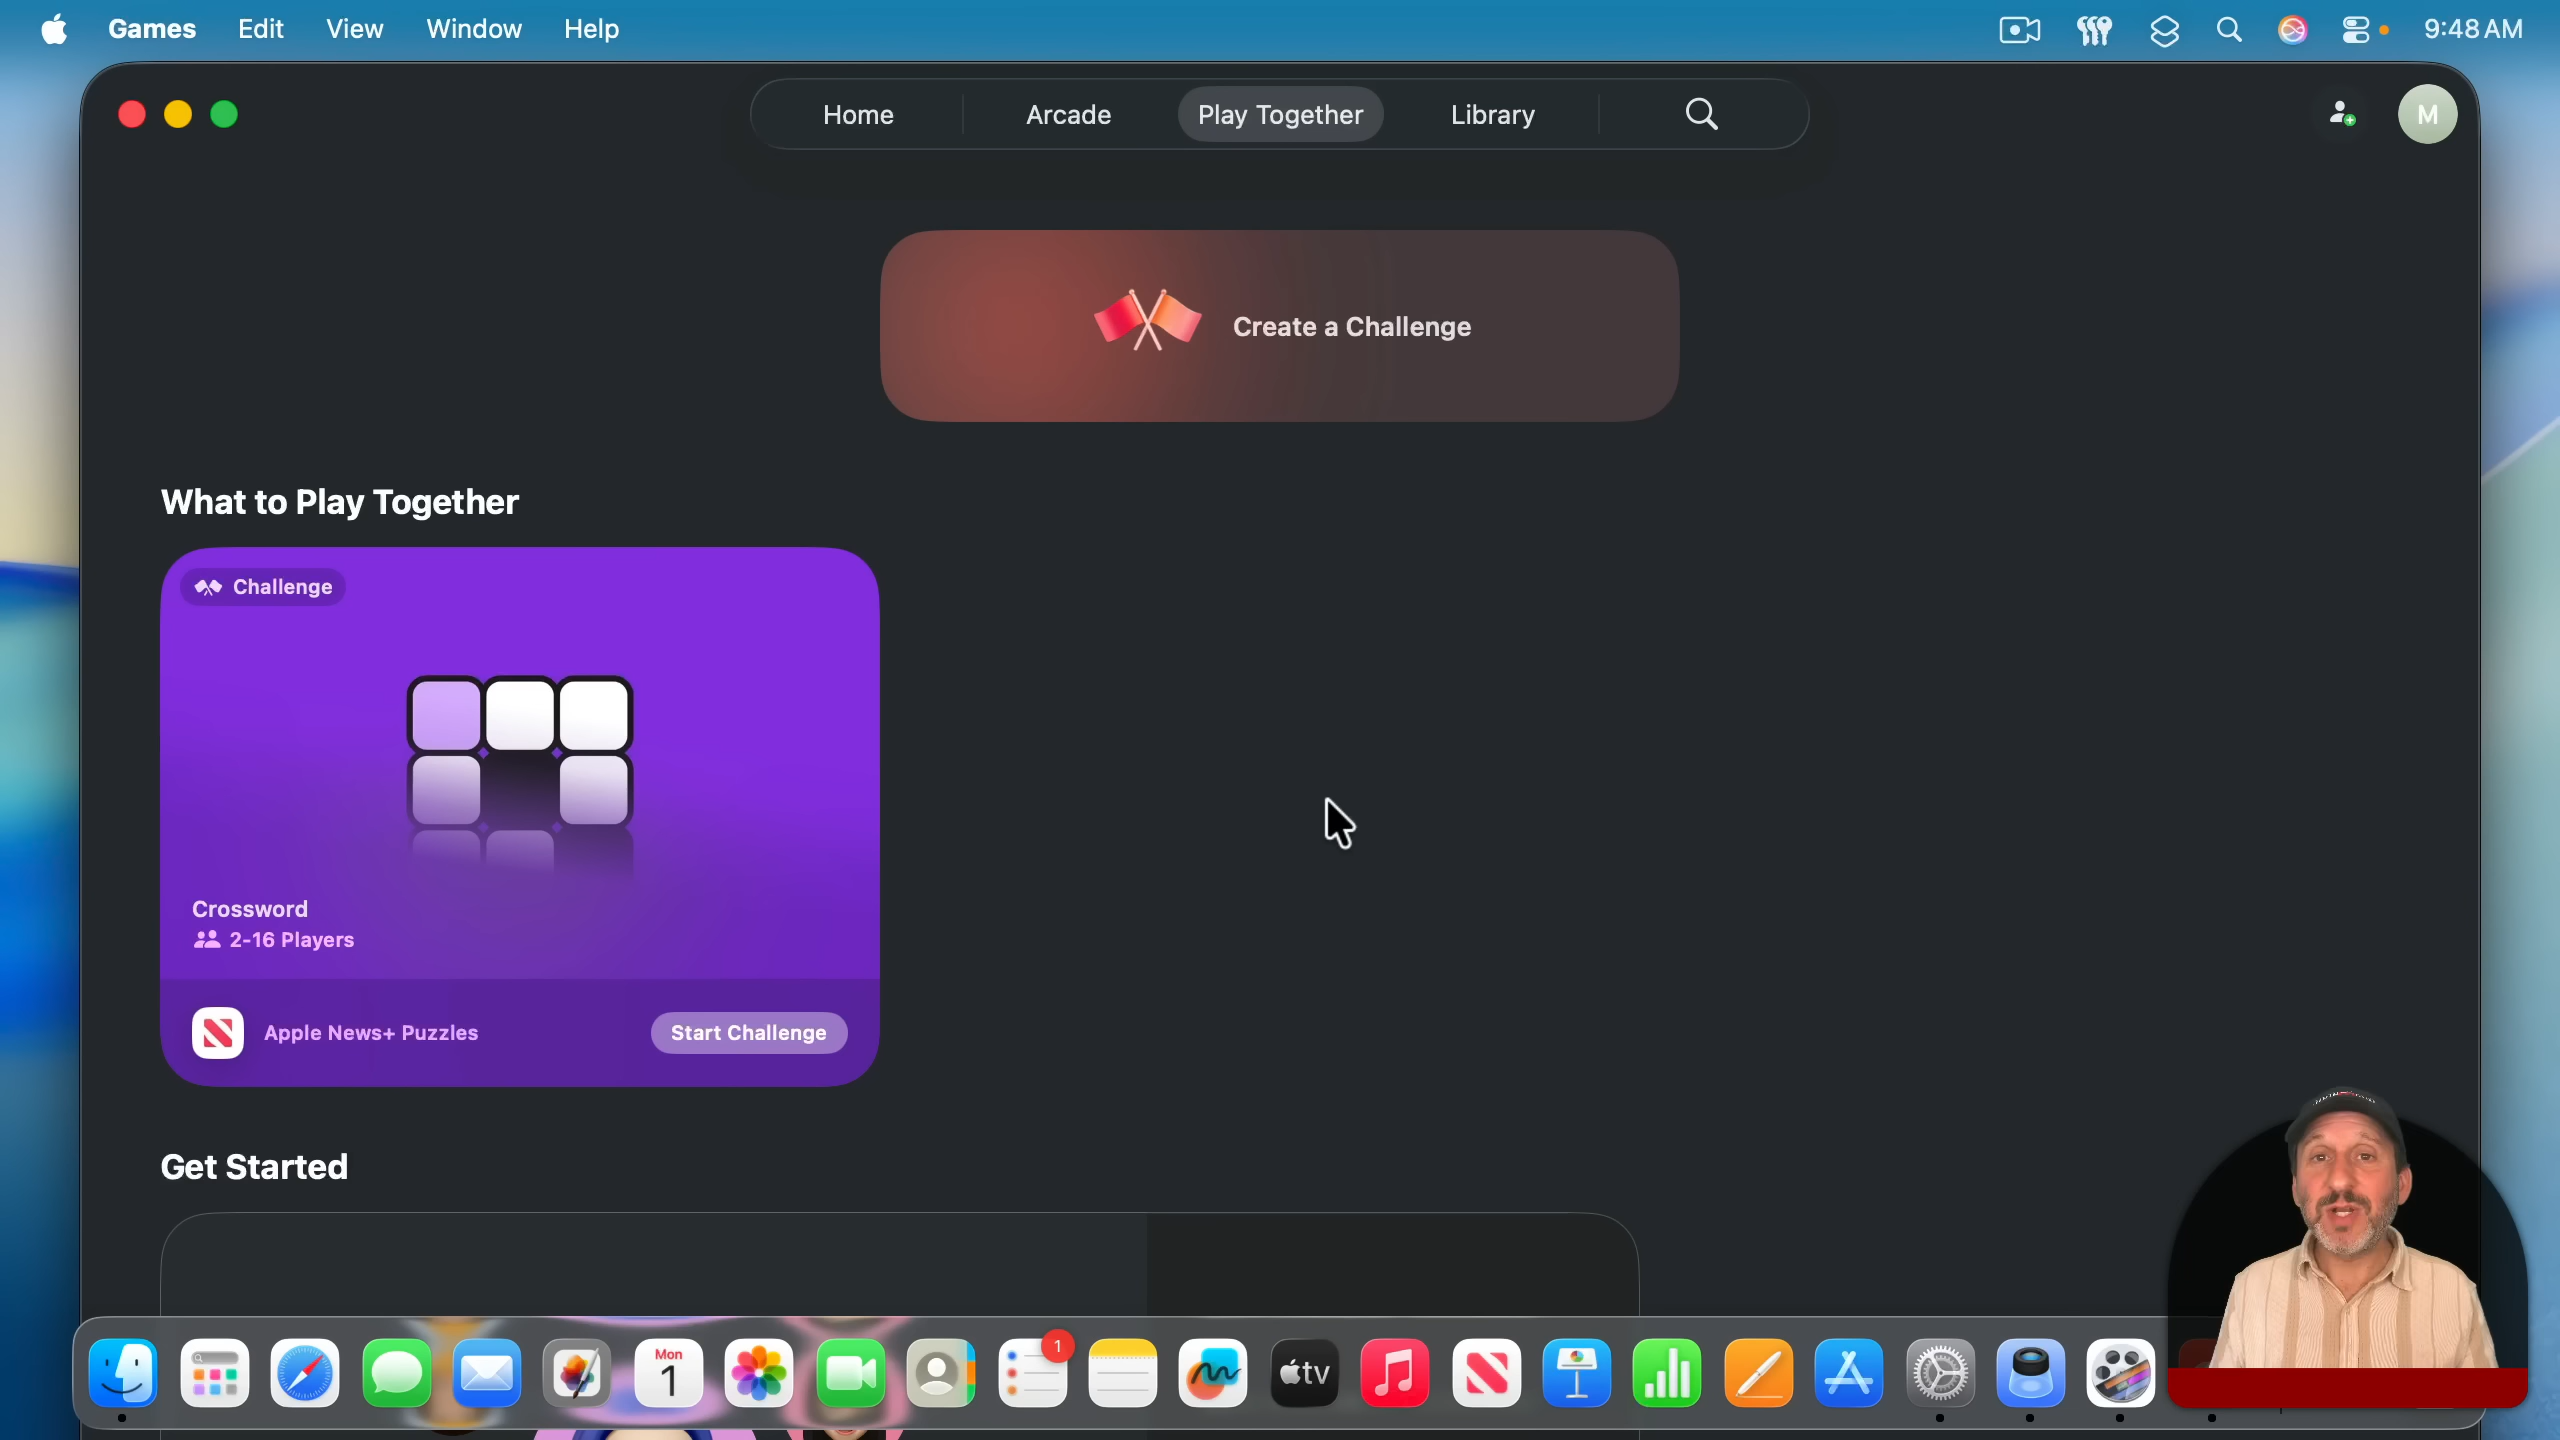 Games Edit View Window Help 9:48 AM
Home Arcade Play Together Library M
Create a Challenge
What to Play Together
Challenge
Crossword
2-16 Players
Apple News+ Puzzles Start Challenge
Get Started
1
Mon
1
tv